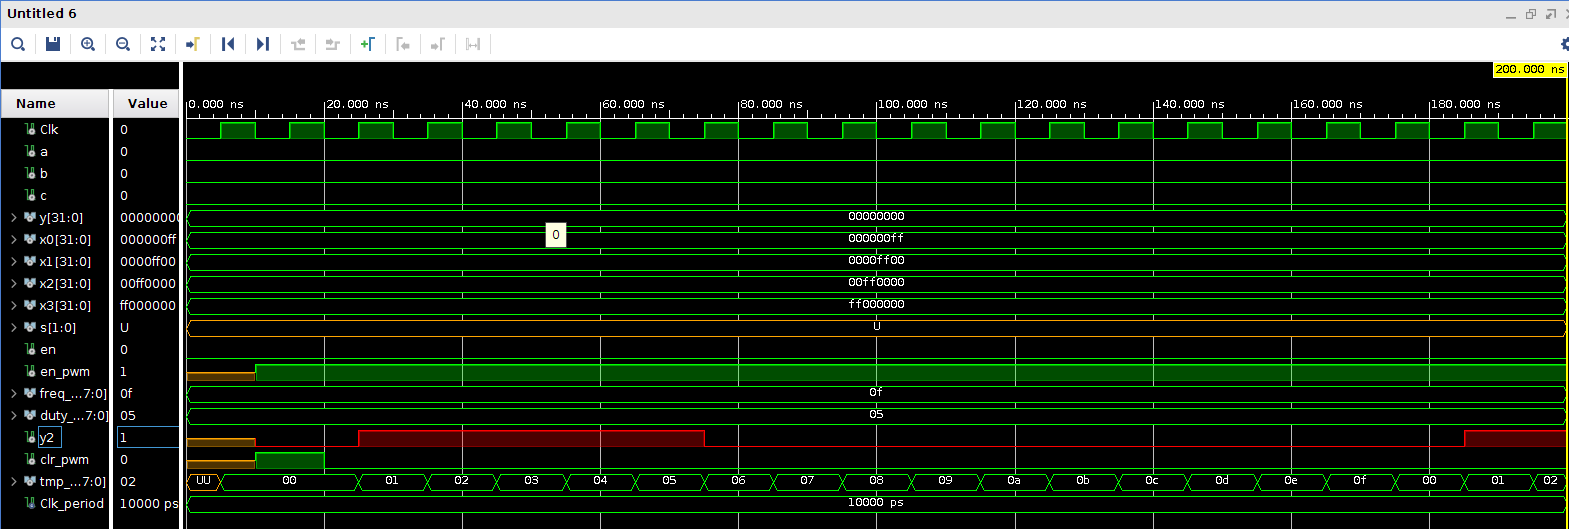 Untitled 6
200.000 ns
Name Value 0.000 ns 20.000 ns 40.000 ns 60.000 ns 80.000 ns 100.000 ns 120.000 ns 140.000 ns 160.000 ns 180.000 ns
Clk 0
a 0
b 0
c 0
y[31:0] 00000000 00000000
x0[31:0] 000000ff 0 000000ff
x1[31:0] 0000ff00 0000ff00
x2[31:0] 00ff0000 00ff0000
x3[31:0] ff000000 ff000000
s[1:0] U U
en 0
en_pwm 1
freq_...7:0] 0f 0f
duty_...7:0] 05 05
y2 1
clr_pwm 0
tmp_...7:0] 02 UU 00 01 02 03 04 05 06 07 08 09 0a 0b 0c 0d 0e 0f 00 01 02
Clk_period 10000 ps 10000 ps